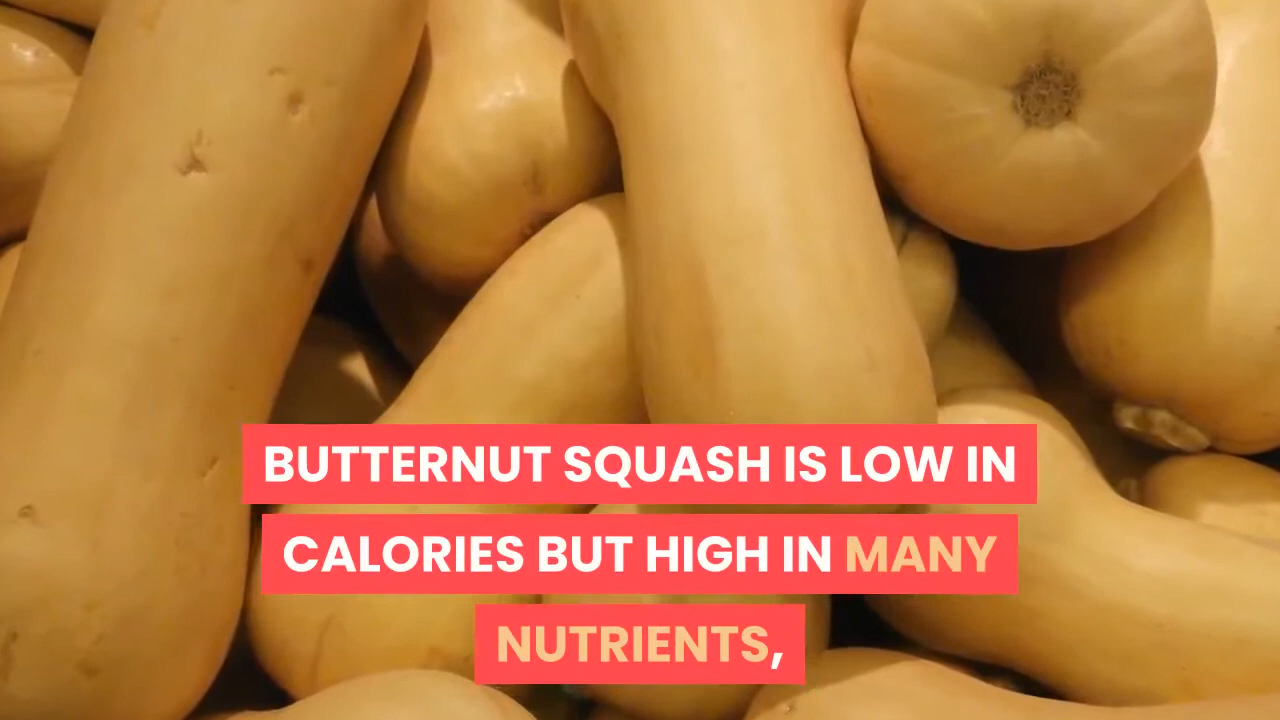 BUTTERNUT SQUASH IS LOW IN
CALORIES BUT HIGH IN MANY
NUTRIENTS,